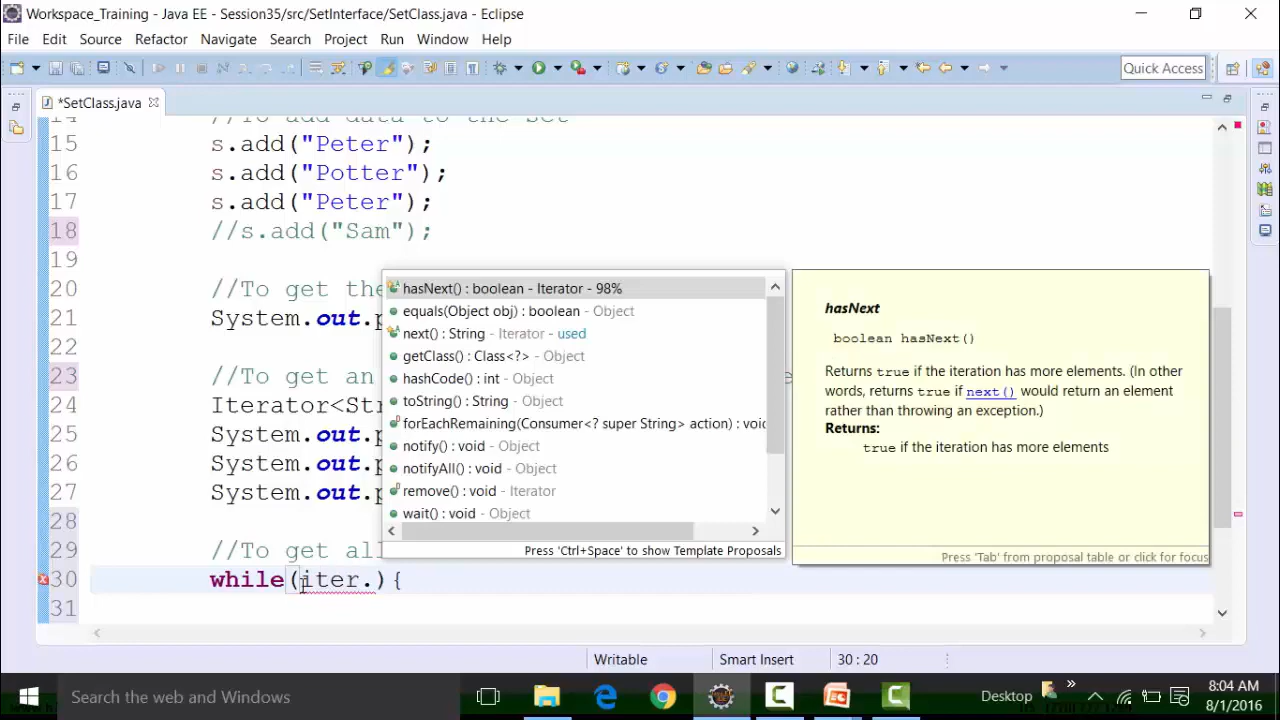 Workspace_Training - Java EE - Session35/src/SetInterface/SetClass.java - Eclipse
File Edit Source Refactor Navigate Search Project Run Window Help
Quick Access
*SetClass.java
14 //To add data to the Set
15 s.add("Peter");
16 s.add("Potter");
17 s.add("Peter");
18 //s.add("Sam");
19
20 //To get the
21 System.out.p
22
23 //To get an
24 Iterator<Str
25 System.out.p
26 System.out.p
27 System.out.p
28
29 //To get all
30 while(iter.){
31
hasNext() : boolean - Iterator - 98%
equals(Object obj) : boolean - Object
next() : String - Iterator - used
getClass() : Class<?> - Object
hashCode() : int - Object
toString() : String - Object
forEachRemaining(Consumer<? super String> action) : voic
notify() : void - Object
notifyAll() : void - Object
remove() : void - Iterator
wait() : void - Object
Press 'Ctrl+Space' to show Template Proposals
hasNext
boolean hasNext()
Returns true if the iteration has more elements. (In other
words, returns true if next() would return an element
rather than throwing an exception.)
Returns:
true if the iteration has more elements
Press 'Tab' from proposal table or click for focus
Writable Smart Insert 30 : 20
Search the web and Windows
Desktop
8:04 AM
8/1/2016